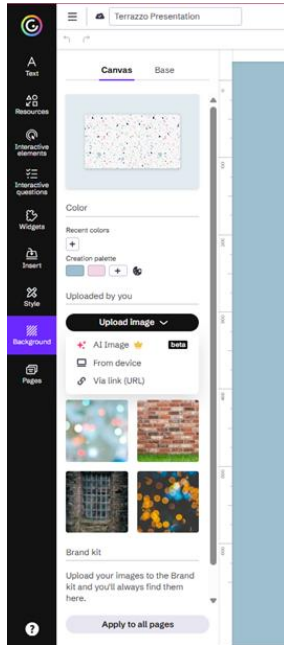 Terrazzo Presentation
Text
Resources
Interactive
elements
Interactive
questions
Widgets
Insert
Style
Background
Pages
Canvas
Base
Color
Recent colors
Creation palette
Uploaded by you
Upload image
AI Image
beta
From device
Via link (URL)
Brand kit
Upload your images to the Brand
kit and you'll always find them
here.
Apply to all pages